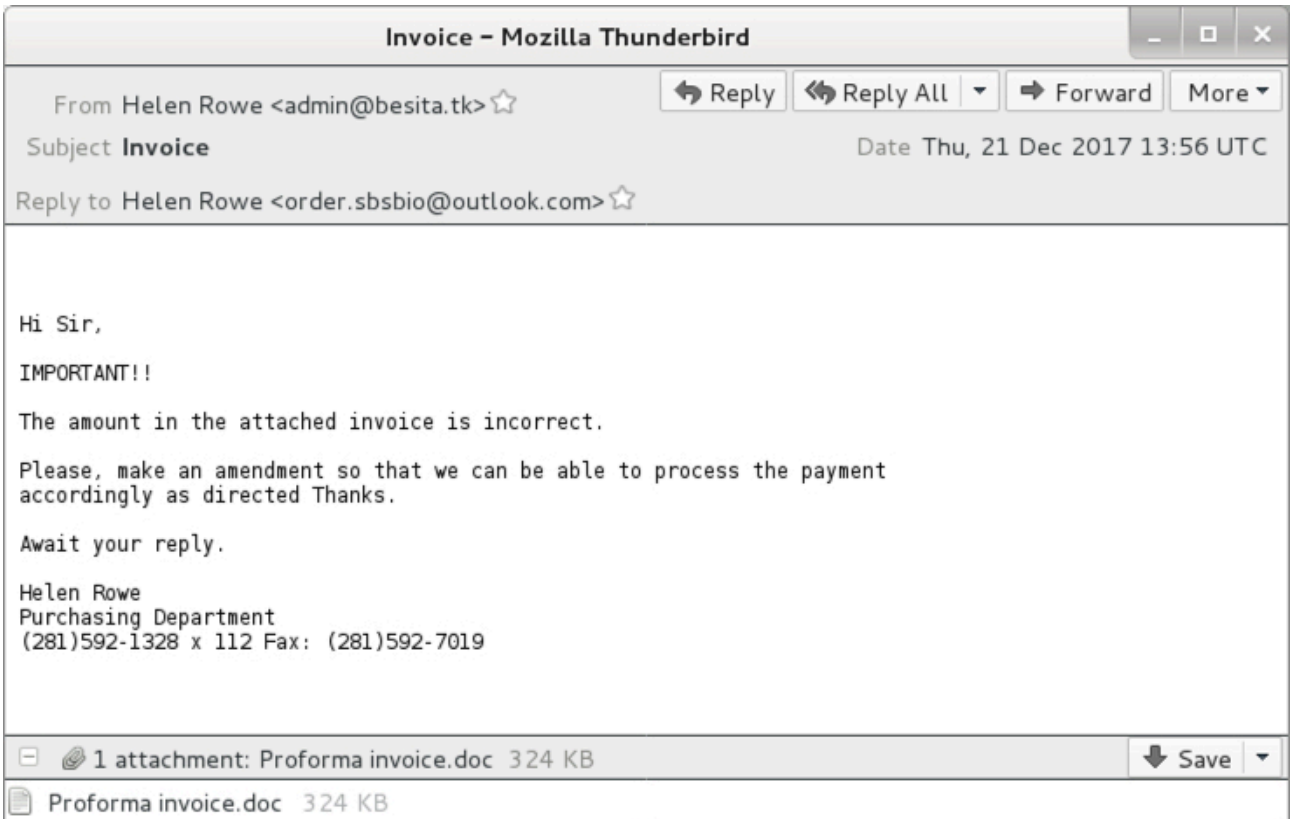 Invoice – Mozilla Thunderbird
From Helen Rowe <admin@besita.tk>
Reply Reply All Forward More
Subject Invoice
Date Thu, 21 Dec 2017 13:56 UTC
Reply to Helen Rowe <order.sbsbio@outlook.com>
Hi Sir,
IMPORTANT!!
The amount in the attached invoice is incorrect.
Please, make an amendment so that we can be able to process the payment
accordingly as directed Thanks.
Await your reply.
Helen Rowe
Purchasing Department
(281)592-1328 x 112 Fax: (281)592-7019
1 attachment: Proforma invoice.doc 324 KB
Save
Proforma invoice.doc 324 KB